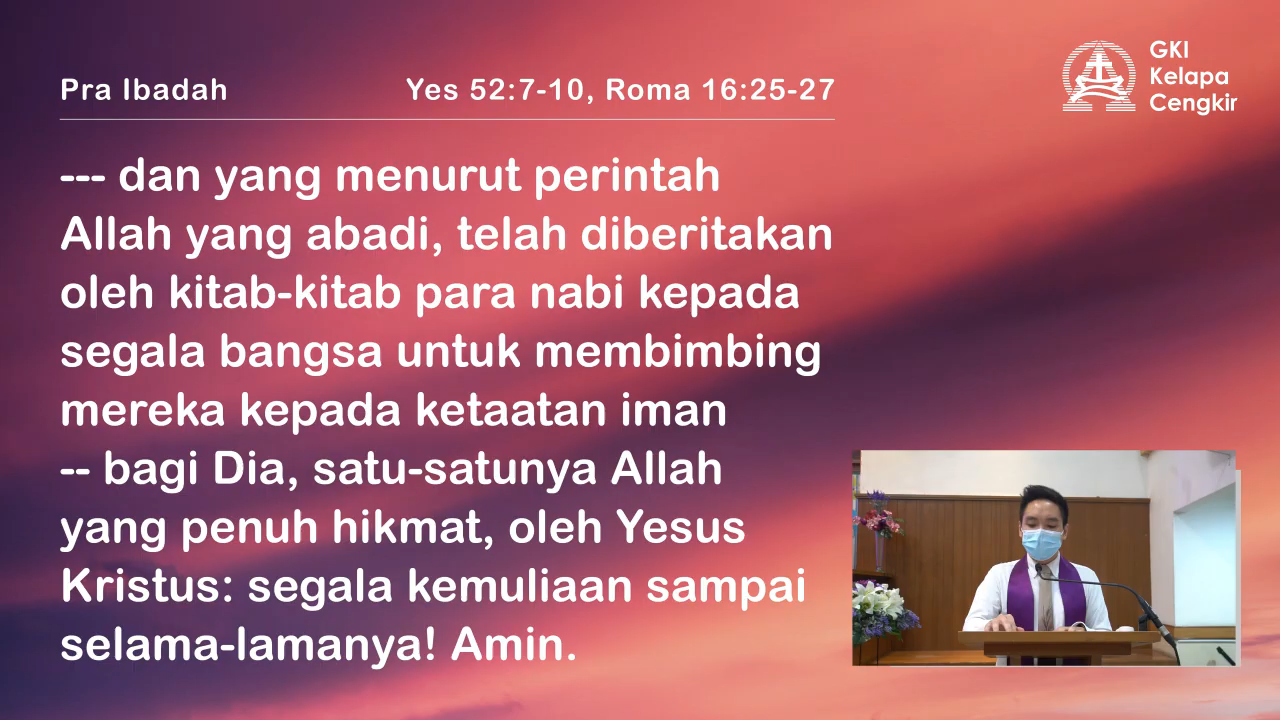 Pra Ibadah
Yes 52:7-10, Roma 16:25-27
GKI
Kelapa
Cengkir
--- dan yang menurut perintah
Allah yang abadi, telah diberitakan
oleh kitab-kitab para nabi kepada
segala bangsa untuk membimbing
mereka kepada ketaatan iman
-- bagi Dia, satu-satunya Allah
yang penuh hikmat, oleh Yesus
Kristus: segala kemuliaan sampai
selama-lamanya! Amin.